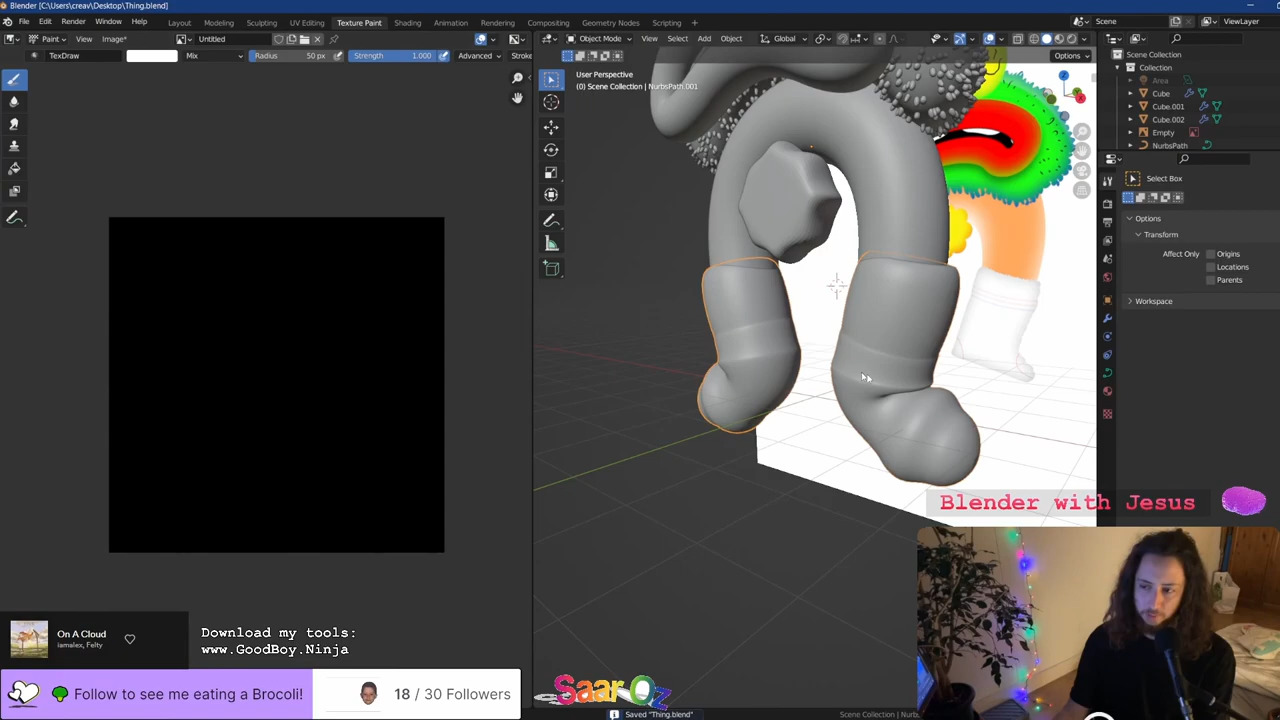 Blender [C:\Users\creav\Desktop\Thing.blend]
File Edit Render Window Help Layout Modeling Sculpting UV Editing Texture Paint Shading Animation Rendering Compositing Geometry Nodes Scripting + Scene ViewLayer
Paint View Image* Untitled Object Mode View Select Add Object Global
TexDraw Mix Radius 50 px Strength 1.000 Advanced Stroke Options
Scene Collection
Collection
Area
Cube
Cube.001
Cube.002
Empty
NurbsPath
User Perspective
(0) Scene Collection | NurbsPath.001
Select Box
Options
Transform
Affect Only Origins
Locations
Parents
Workspace
Blender with Jesus
On A Cloud
Iamalex, Felty
Download my tools:
www.GoodBoy.Ninja
Follow to see me eating a Brocoli!
18 / 30 Followers
Saar Oz
Saved "Thing.blend"